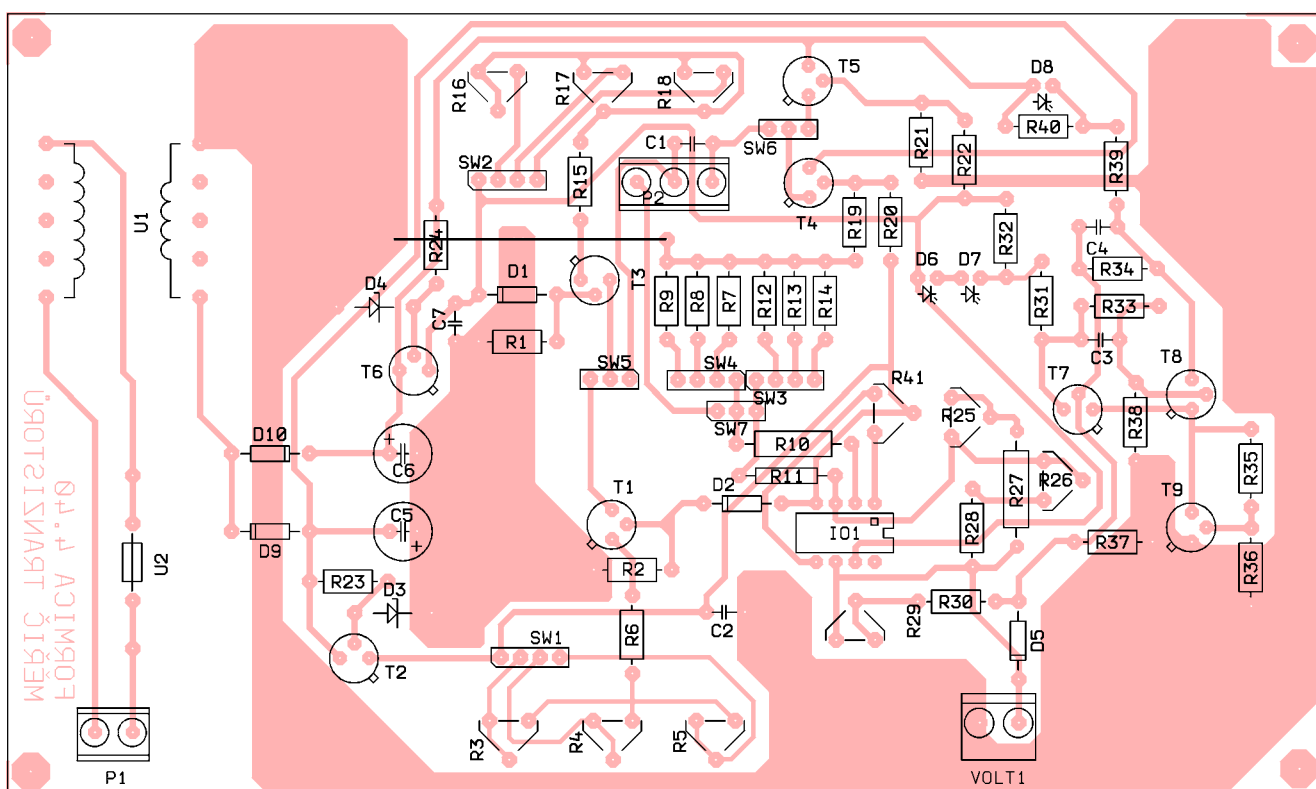 R16
R17
R18
T5
D8
R40
C1
SW6
R21
R22
R39
SW2
R15
P2
U1
T4
R19
R20
R24
R32
C4
D4
D1
T3
D6
D7
R34
R9
R8
R7
R12
R13
R14
R31
R33
C7
R1
C3
T6
SW5
SW4
SW3
R41
T7
T8
SW7
R25
R38
D10
C6
R10
R11
R27
R26
R35
D2
T1
C5
D9
IO1
R28
T9
R37
U2
R2
R36
R23
D3
C2
R29
R30
R6
D5
T2
SW1
R3
R4
R5
P1
VOLT1
MĚRIČ TRANZISTORŮ
FORMICA 4.40